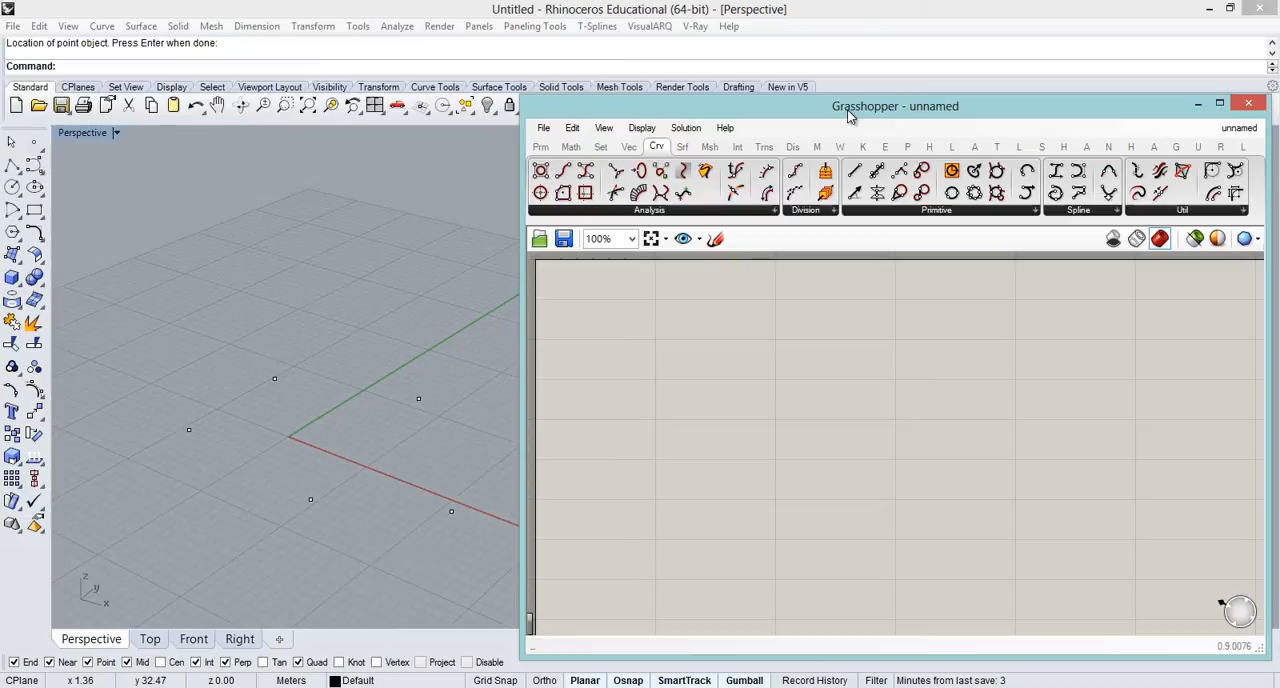 Untitled - Rhinoceros Educational (64-bit) - [Perspective]
File Edit View Curve Surface Solid Mesh Dimension Transform Tools Analyze Render Panels Paneling Tools T-Splines VisualARQ V-Ray Help
Location of point object. Press Enter when done:
Command:
Standard CPlanes Set View Display Select Viewport Layout Visibility Transform Curve Tools Surface Tools Solid Tools Mesh Tools Render Tools Drafting New in V5
Perspective
Grasshopper - unnamed
File Edit View Display Solution Help unnamed
Prm Math Set Vec Crv Srf Msh Int Trns Dis M W K E P H L A T L S H A G U R L
Analysis Division Primitive Spline Util
100%
z
y
x
0.9.0076
Perspective Top Front Right
End Near Point Mid Cen Int Perp Tan Quad Knot Vertex Project Disable
CPlane x 1.36 y 32.47 z 0.00 Meters Default Grid Snap Ortho Planar Osnap SmartTrack Gumball Record History Filter Minutes from last save: 3